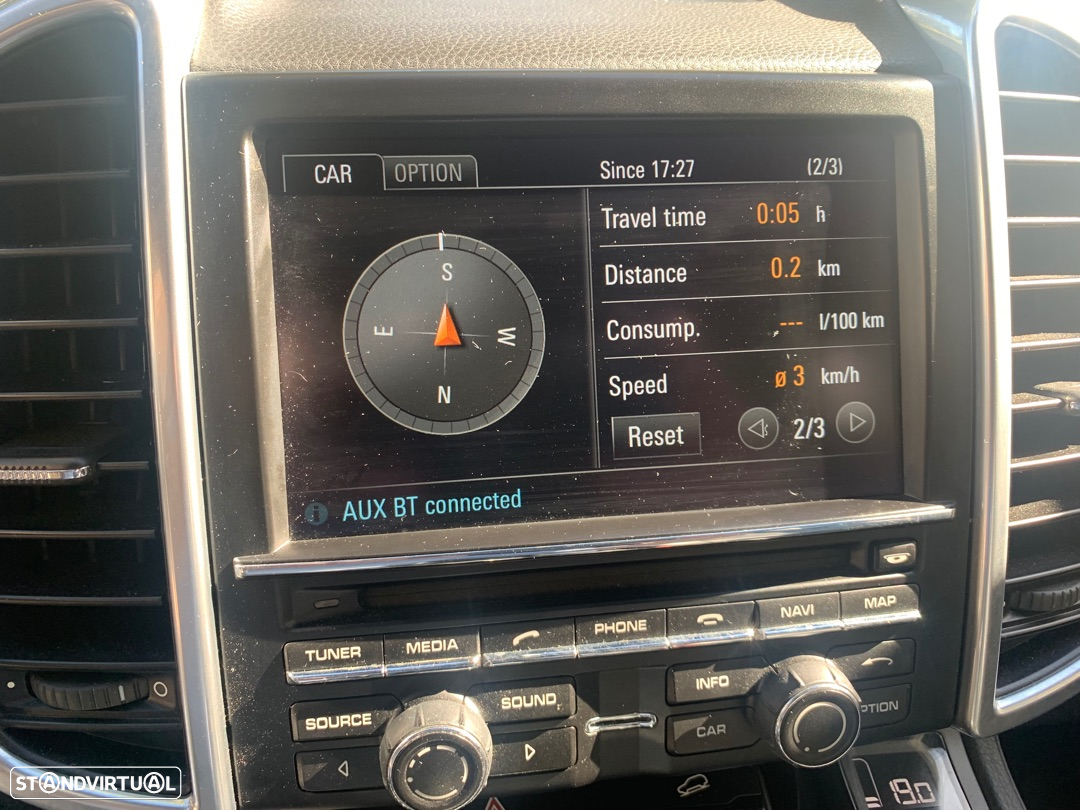 CAR OPTION Since 17:27 (2/3)
Travel time 0:05 h
Distance 0.2 km
Consump. --- l/100 km
Speed ø 3 km/h
Reset 2/3
S
E W
N
AUX BT connected
TUNER MEDIA PHONE NAVI MAP
SOURCE SOUND INFO
CAR OPTION
19.0
STANDVIRTUAL